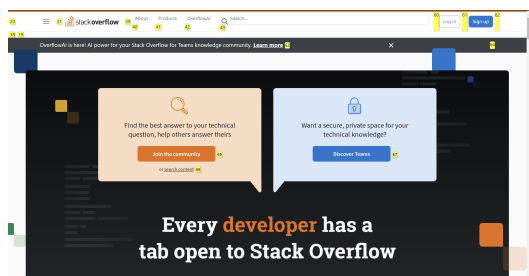 stack overflow About Products OverflowAI Search... Log in Sign up
OverflowAI is here! AI power for your Stack Overflow for Teams knowledge community. Learn more
Find the best answer to your technical
question, help others answer theirs
Join the community
or search content
Want a secure, private space for your
technical knowledge?
Discover Teams
Every developer has a
tab open to Stack Overflow